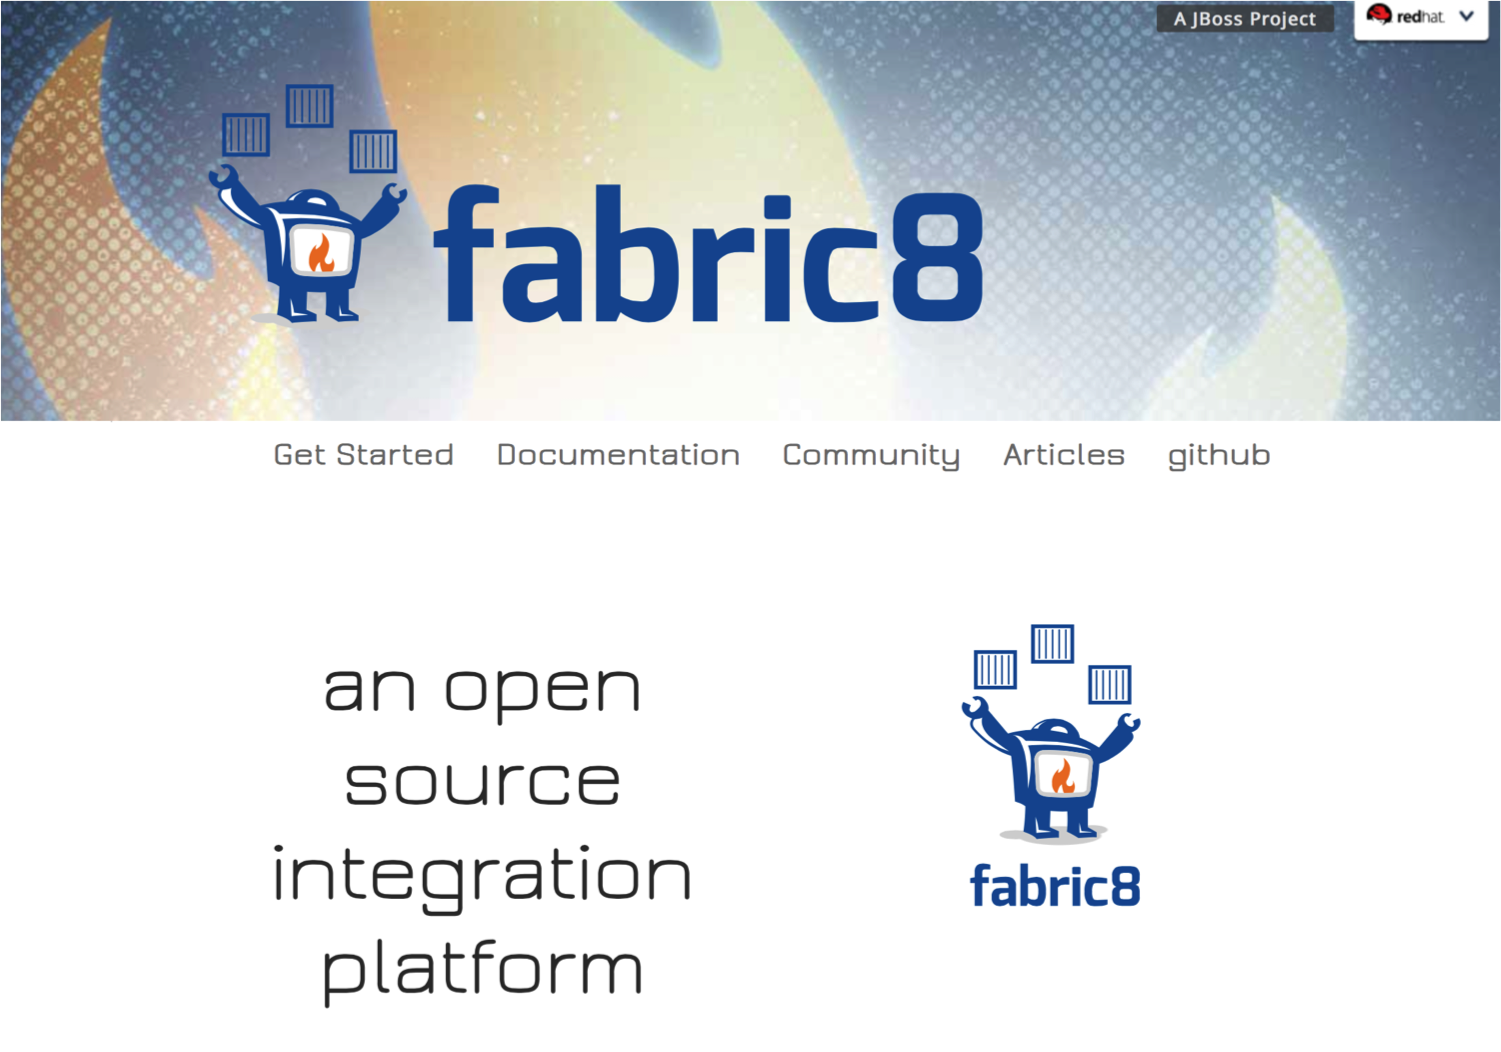 A JBoss Project
redhat.
fabric8
Get Started Documentation Community Articles github
an open
source
integration
platform
fabric8